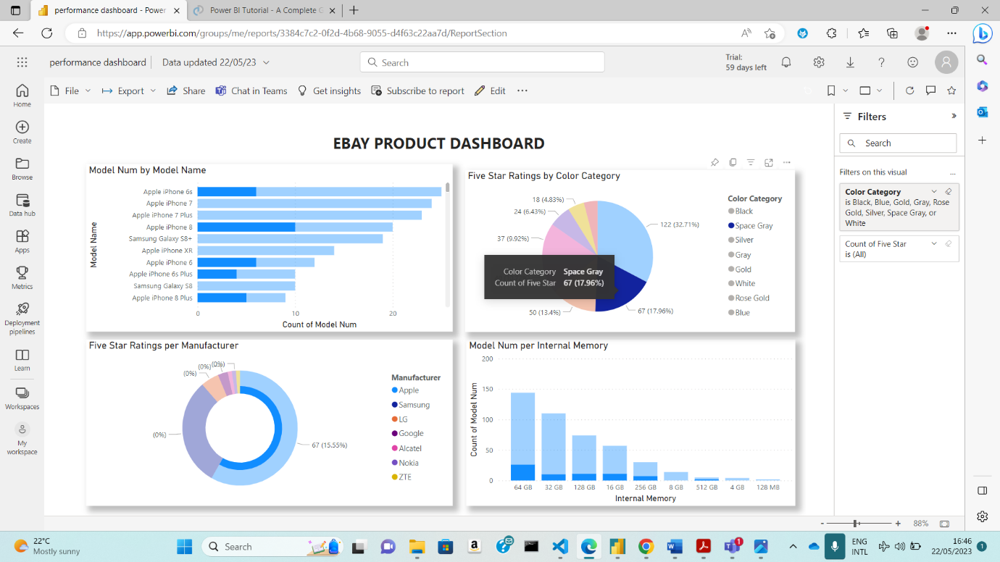 performance dashboard - Power
Power BI Tutorial - A Complete G
https://app.powerbi.com/groups/me/reports/3384c7c2-0f2d-4b68-9055-d4f63c22aa7d/ReportSection
performance dashboard
Data updated 22/05/23
Search
Trial:
59 days left
File
Export
Share
Chat in Teams
Get insights
Subscribe to report
Edit
Home
Create
Browse
Data hub
Apps
Metrics
Deployment
pipelines
Learn
Workspaces
My
workspace
EBAY PRODUCT DASHBOARD
Model Num by Model Name
Model Name
Apple iPhone 6s
Apple iPhone 7
Apple iPhone 7 Plus
Apple iPhone 8
Samsung Galaxy S8+
Apple iPhone XR
Apple iPhone 6
Apple iPhone 6s Plus
Samsung Galaxy S8
Apple iPhone 8 Plus
0 10 20
Count of Model Num
Five Star Ratings by Color Category
18 (4.83%)
24 (6.43%)
37 (9.92%)
50 (13.4%)
122 (32.71%)
67 (17.96%)
Color Category Space Gray
Count of Five Star 67 (17.96%)
Color Category
Black
Space Gray
Silver
Gray
Gold
White
Rose Gold
Blue
Five Star Ratings per Manufacturer
(0%)
(0%)
(0%)
(0%)
67 (15.55%)
Manufacturer
Apple
Samsung
LG
Google
Alcatel
Nokia
ZTE
Model Num per Internal Memory
Count of Model Num
200
150
100
50
0
64 GB 32 GB 128 GB 16 GB 256 GB 8 GB 512 GB 4 GB 128 MB
Internal Memory
Filters
Search
Filters on this visual
Color Category
is Black, Blue, Gold, Gray, Rose
Gold, Silver, Space Gray, or
White
Count of Five Star
is (All)
88%
22°C
Mostly sunny
Search
1
ENG
INTL
16:46
22/05/2023
1